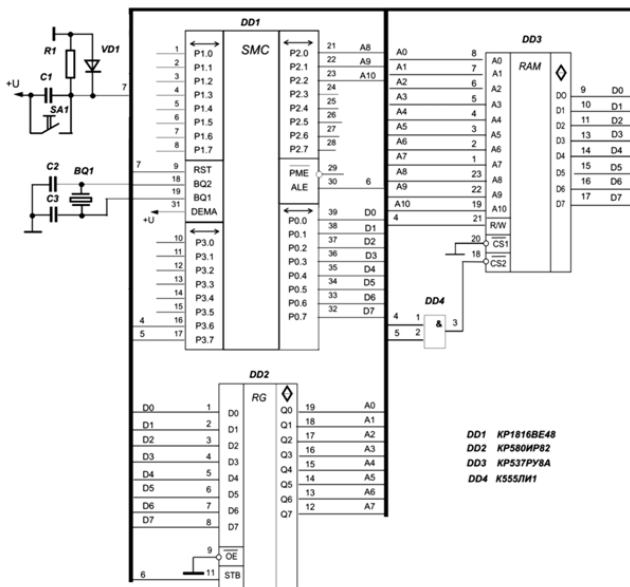 DD1
SMC
1 P1.0 P2.0 21 A8
2 P1.1 P2.1 22 A9
3 P1.2 P2.2 23 A10
4 P1.3 P2.3 24
5 P1.4 P2.4 25
6 P1.5 P2.5 26
7 P1.6 P2.6 27
8 P1.7 P2.7 28
7 9 RST PME 29
18 BQ2 ALE 30 6
19 BQ1
31 DEMA
+U
P0.0 39 D0
10 P3.0 P0.1 38 D1
11 P3.1 P0.2 37 D2
12 P3.2 P0.3 36 D3
13 P3.3 P0.4 35 D4
14 P3.4 P0.5 34 D5
15 P3.5 P0.6 33 D6
4 16 P3.6 P0.7 32 D7
5 17 P3.7
R1
VD1
C1
+U
7
SA1
C2
BQ1
C3
DD3
RAM
A0 8 A0
A1 7 A1
A2 6 A2
A3 5 A3
A4 4 A4
A5 3 A5
A6 2 A6
A7 1 A7
A8 23 A8
A9 22 A9
A10 19 A10
4 21 R/W
20 CS1
18 CS2
D0 9 D0
D1 10 D1
D2 11 D2
D3 13 D3
D4 14 D4
D5 15 D5
D6 16 D6
D7 17 D7
DD4
4 1 & 3
5 2
DD2
RG
D0 1 D0 Q0 19 A0
D1 2 D1 Q1 18 A1
D2 3 D2 Q2 17 A2
D3 4 D3 Q3 16 A3
D4 5 D4 Q4 15 A4
D5 6 D5 Q5 14 A5
D6 7 D6 Q6 13 A6
D7 8 D7 Q7 12 A7
9 OE
6 11 STB
DD1 КР1816ВЕ48
DD2 КР580ИР82
DD3 КР537РУ8А
DD4 К555ЛИ1